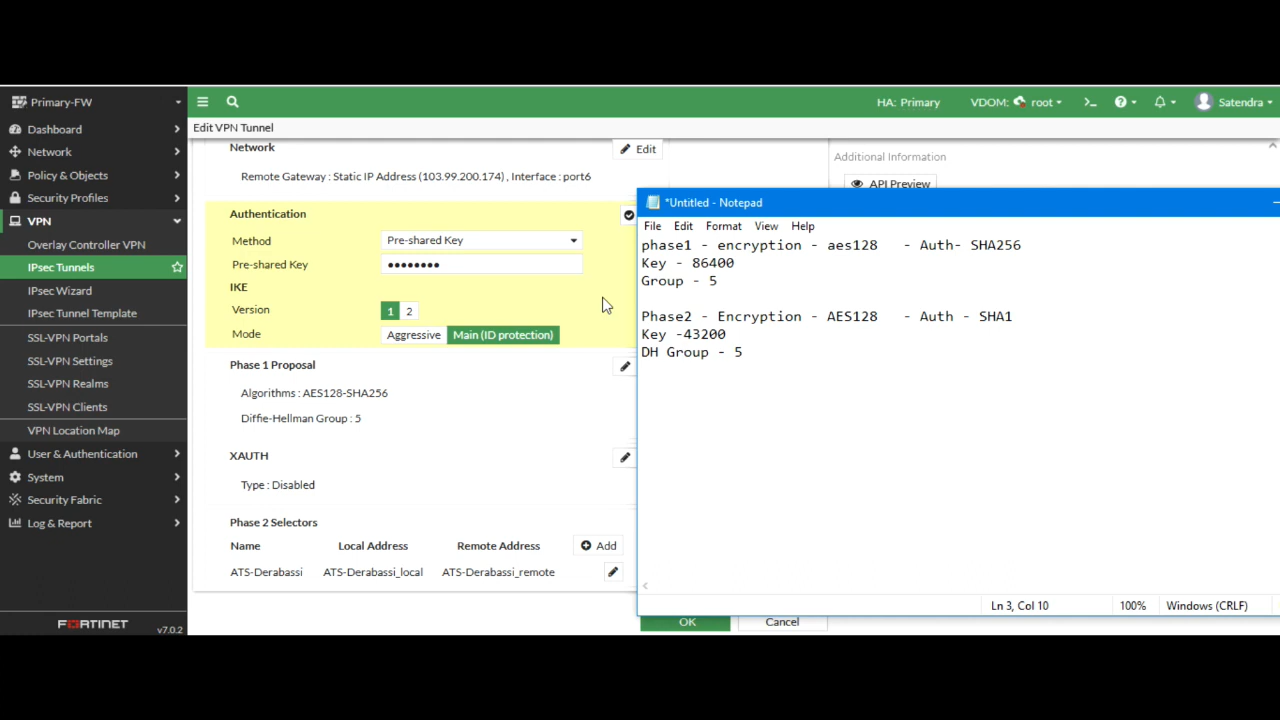 Primary-FW
HA: Primary
VDOM: root
>_
Satendra
Edit VPN Tunnel
Dashboard
Network
Policy & Objects
Security Profiles
VPN
Overlay Controller VPN
IPsec Tunnels
IPsec Wizard
IPsec Tunnel Template
SSL-VPN Portals
SSL-VPN Settings
SSL-VPN Realms
SSL-VPN Clients
VPN Location Map
User & Authentication
System
Security Fabric
Log & Report
FORTINET
v7.0.2
Network
Edit
Remote Gateway : Static IP Address (103.99.200.174) , Interface : port6
Authentication
Method
Pre-shared Key
Pre-shared Key
••••••••
IKE
Version
1 2
Mode
Aggressive Main (ID protection)
Phase 1 Proposal
Algorithms : AES128-SHA256
Diffie-Hellman Group : 5
XAUTH
Type : Disabled
Phase 2 Selectors
Name Local Address Remote Address Add
ATS-Derabassi ATS-Derabassi_local ATS-Derabassi_remote
Additional Information
API Preview
*Untitled - Notepad
File Edit Format View Help
phase1 - encryption - aes128 - Auth- SHA256
Key - 86400
Group - 5
Phase2 - Encryption - AES128 - Auth - SHA1
Key -43200
DH Group - 5
Ln 3, Col 10 100% Windows (CRLF)
OK Cancel